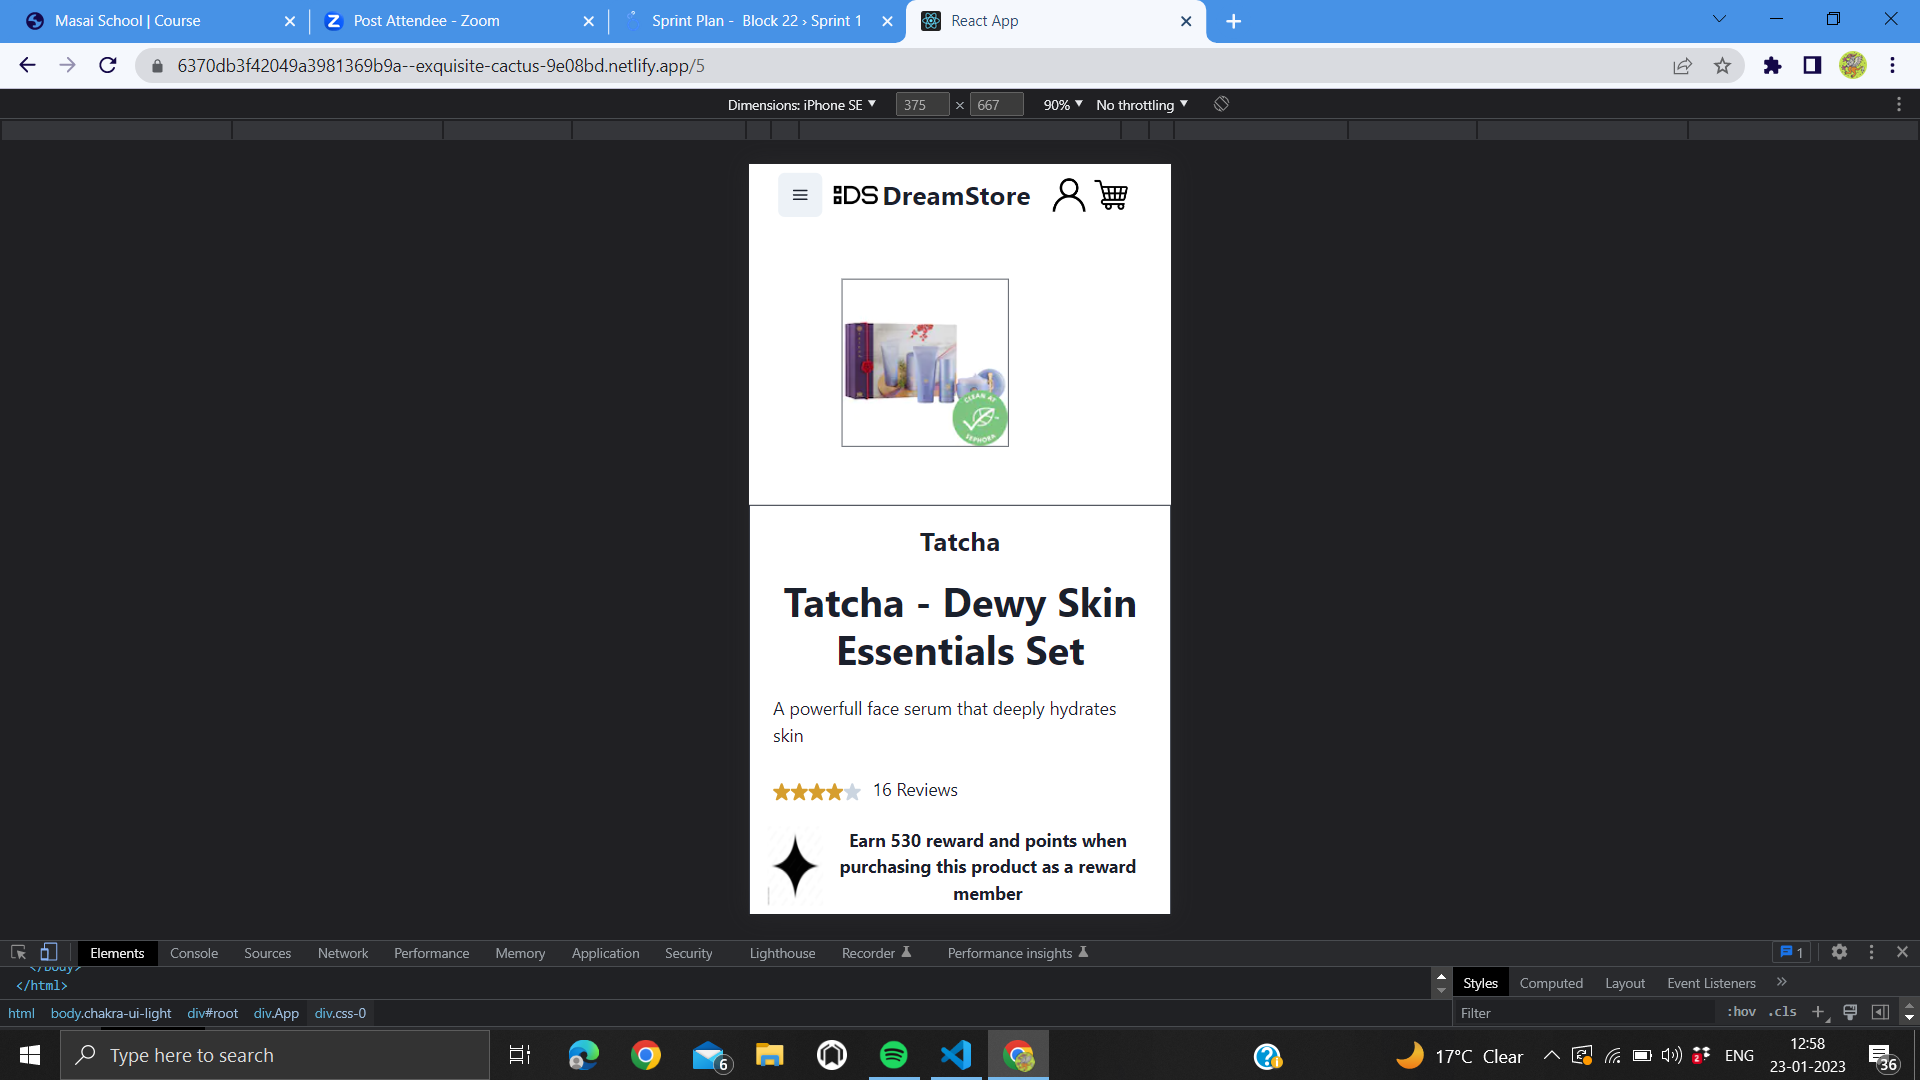 Masai School | Course
Post Attendee - Zoom
Sprint Plan - Block 22 › Sprint 1
React App
6370db3f42049a3981369b9a--exquisite-cactus-9e08bd.netlify.app/5
Dimensions: iPhone SE 375 × 667 90% No throttling
DS DreamStore
CLEAN AT
SEPHORA
Tatcha
Tatcha - Dewy Skin
Essentials Set
A powerfull face serum that deeply hydrates
skin
16 Reviews
Earn 530 reward and points when
purchasing this product as a reward
member
Elements Console Sources Network Performance Memory Application Security Lighthouse Recorder Performance insights 1
</body>
</html>
Styles Computed Layout Event Listeners »
html body.chakra-ui-light div#root div.App div.css-0
Filter :hov .cls
Type here to search
6
17°C Clear
2
ENG
12:58
23-01-2023
36